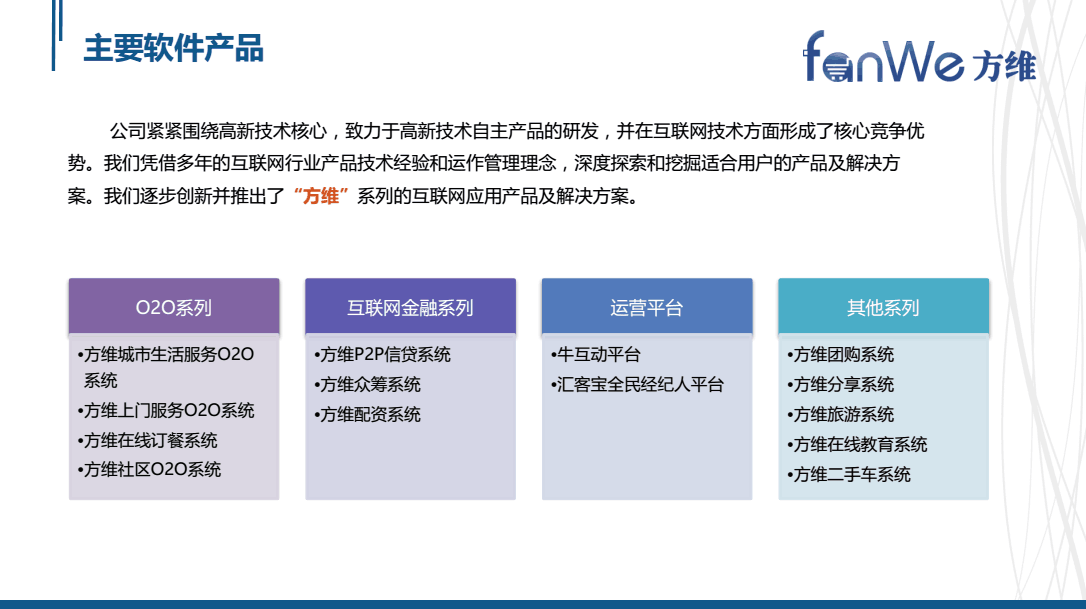 主要软件产品
fanWe 方维
公司紧紧围绕高新技术核心，致力于高新技术自主产品的研发，并在互联网技术方面形成了核心竞争优
势。我们凭借多年的互联网行业产品技术经验和运作管理理念，深度探索和挖掘适合用户的产品及解决方
案。我们逐步创新并推出了“方维”系列的互联网应用产品及解决方案。
O2O系列
•方维城市生活服务O2O
系统
•方维上门服务O2O系统
•方维在线订餐系统
•方维社区O2O系统
互联网金融系列
•方维P2P信贷系统
•方维众筹系统
•方维配资系统
运营平台
•牛互动平台
•汇客宝全民经纪人平台
其他系列
•方维团购系统
•方维分享系统
•方维旅游系统
•方维在线教育系统
•方维二手车系统